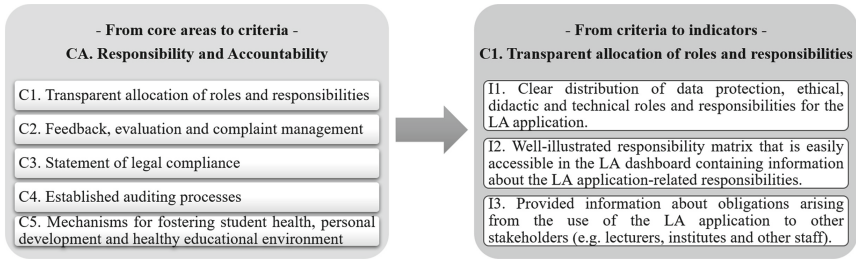 - From core areas to criteria -
CA. Responsibility and Accountability
C1. Transparent allocation of roles and responsibilities
C2. Feedback, evaluation and complaint management
C3. Statement of legal compliance
C4. Established auditing processes
C5. Mechanisms for fostering student health, personal
development and healthy educational environment
- From criteria to indicators -
C1. Transparent allocation of roles and responsibilities
I1. Clear distribution of data protection, ethical,
didactic and technical roles and responsibilities for the
LA application.
I2. Well-illustrated responsibility matrix that is easily
accessible in the LA dashboard containing information
about the LA application-related responsibilities.
I3. Provided information about obligations arising
from the use of the LA application to other
stakeholders (e.g. lecturers, institutes and other staff).